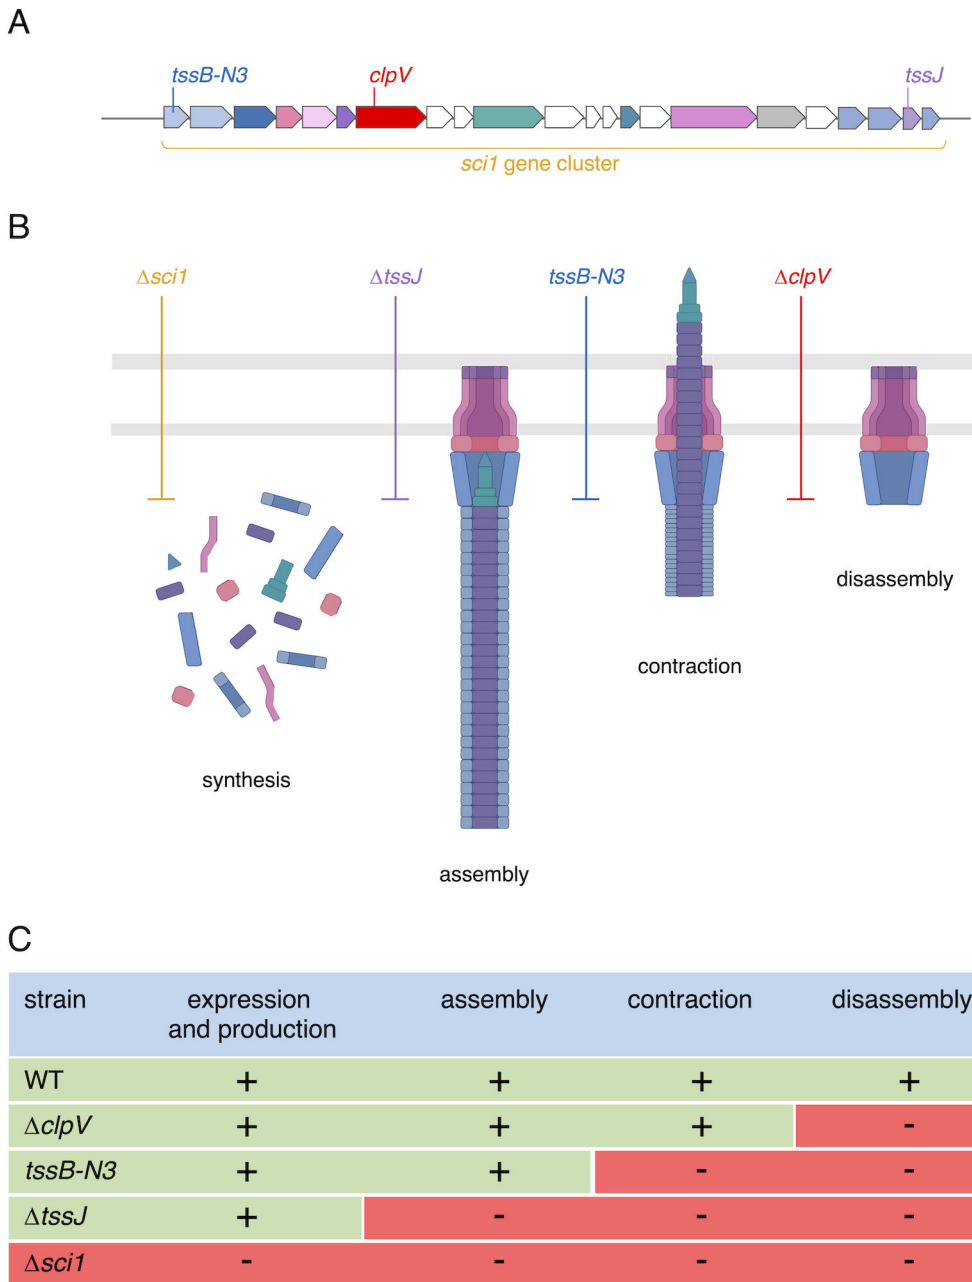 A
tssB-N3 clpV tssJ
sci1 gene cluster
B
Δsci1 ΔtssJ tssB-N3 ΔclpV
disassembly
contraction
synthesis
assembly
C
strain expression and production assembly contraction disassembly
WT + + + +
ΔclpV + + + -
tssB-N3 + + - -
ΔtssJ + - - -
Δsci1 - - - -